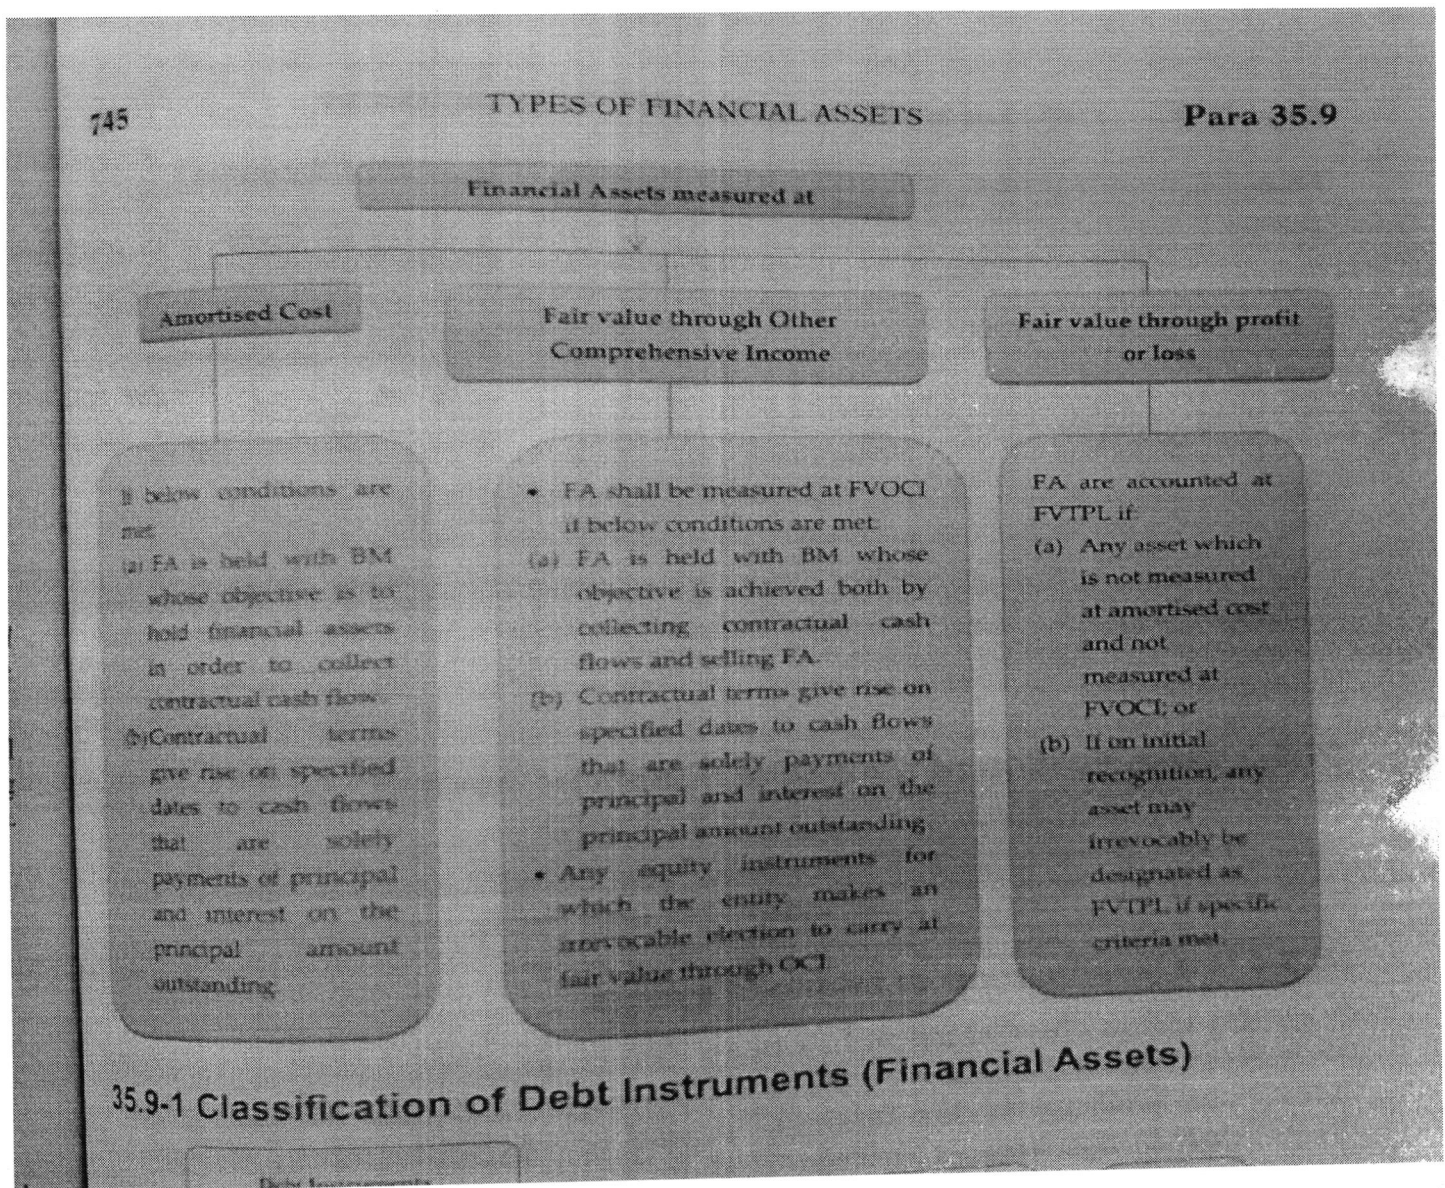 745
TYPES OF FINANCIAL ASSETS
Para 35.9
Financial Assets measured at
Amortised Cost
Fair value through Other
Comprehensive Income
Fair value through profit
or loss
If below conditions are
met
(a) FA is held with BM
whose objective is to
hold financial assets
in order to collect
contractual cash flow.
(b)Contractual terms
give rise on specified
dates to cash flows
that are solely
payments of principal
and interest on the
principal amount
outstanding
• FA shall be measured at FVOCI
if below conditions are met:
(a) FA is held with BM whose
objective is achieved both by
collecting contractual cash
flows and selling FA.
(b) Contractual terms give rise on
specified dates to cash flows
that are solely payments of
principal and interest on the
principal amount outstanding
• Any equity instruments for
which the entity makes an
irrevocable election to carry at
fair value through OCI.
FA are accounted at
FVTPL if:
(a) Any asset which
is not measured
at amortised cost
and not
measured at
FVOCI; or
(b) If on initial
recognition, any
asset may
irrevocably be
designated as
FVTPL if specific
criteria met.
35.9-1 Classification of Debt Instruments (Financial Assets)
Debt Instruments